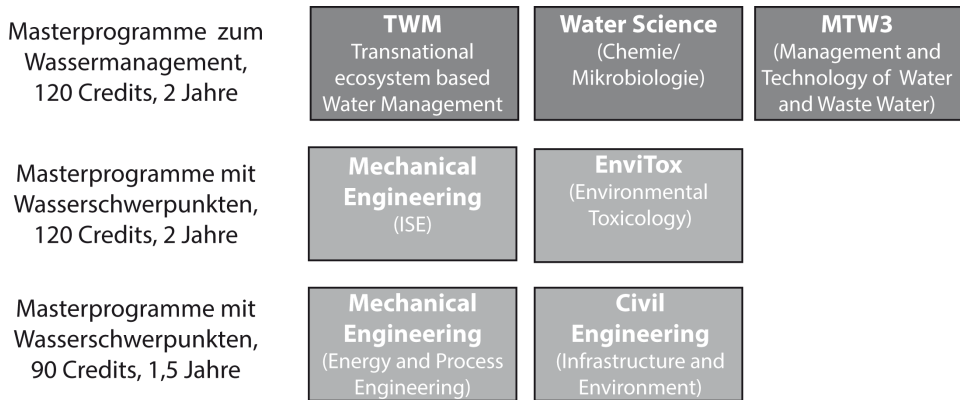 Masterprogramme zum
Wassermanagement,
120 Credits, 2 Jahre
TWM
Transnational
ecosystem based
Water Management
Water Science
(Chemie/
Mikrobiologie)
MTW3
(Management and
Technology of Water
and Waste Water)
Masterprogramme mit
Wasserschwerpunkten,
120 Credits, 2 Jahre
Mechanical
Engineering
(ISE)
EnviTox
(Environmental
Toxicology)
Masterprogramme mit
Wasserschwerpunkten,
90 Credits, 1,5 Jahre
Mechanical
Engineering
(Energy and Process
Engineering)
Civil
Engineering
(Infrastructure and
Environment)